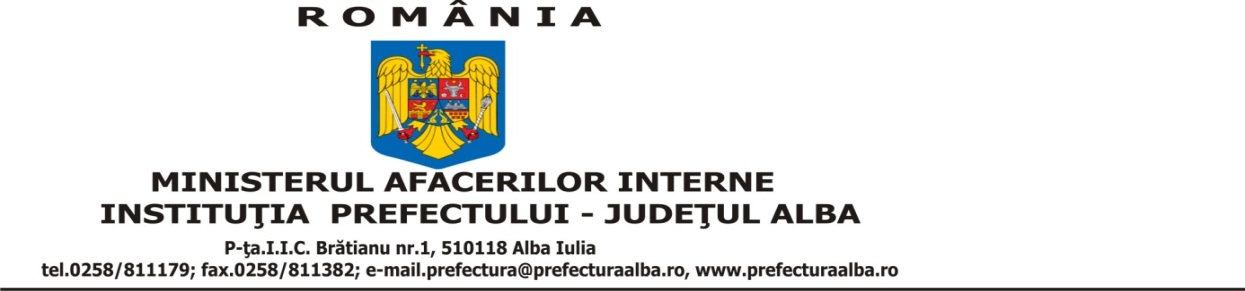 R O M Â N I A
MINISTERUL AFACERILOR INTERNE
INSTITUŢIA PREFECTULUI - JUDEŢUL ALBA
P-ţa.I.I.C. Brătianu nr.1, 510118 Alba Iulia
tel.0258/811179; fax.0258/811382; e-mail.prefectura@prefecturaalba.ro, www.prefecturaalba.ro